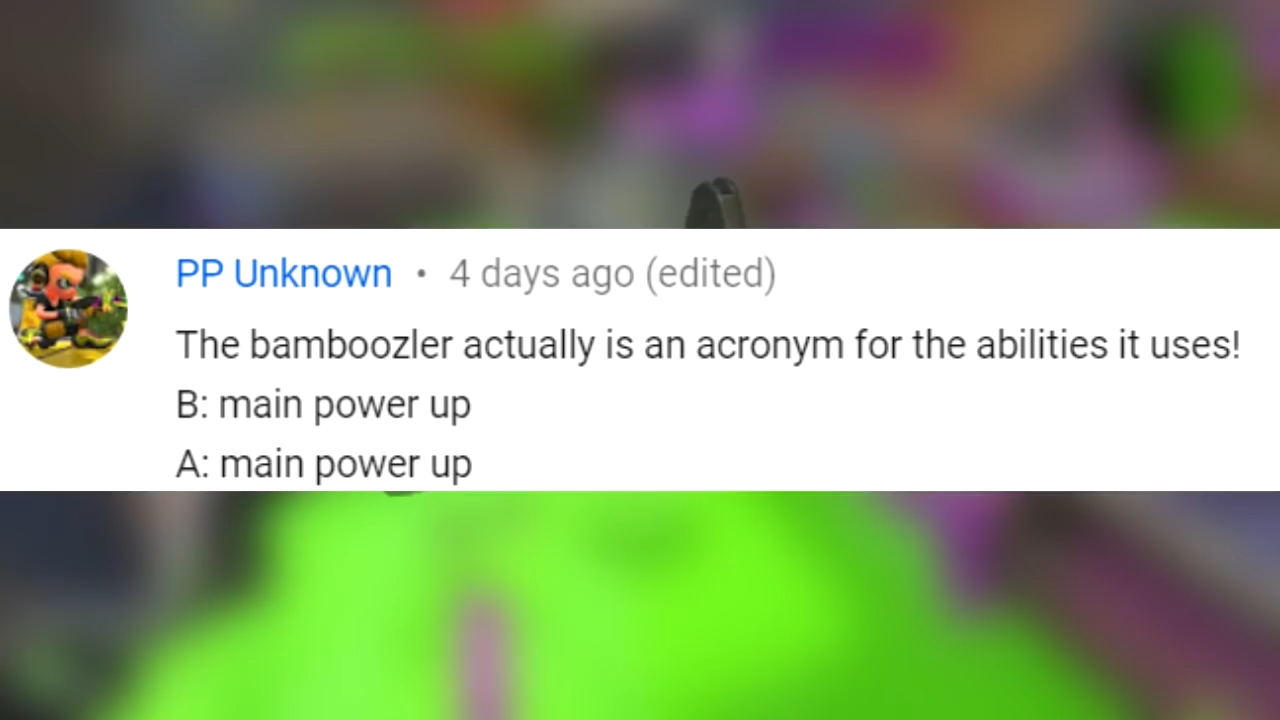 PP Unknown • 4 days ago (edited)
The bamboozler actually is an acronym for the abilities it uses!
B: main power up
A: main power up